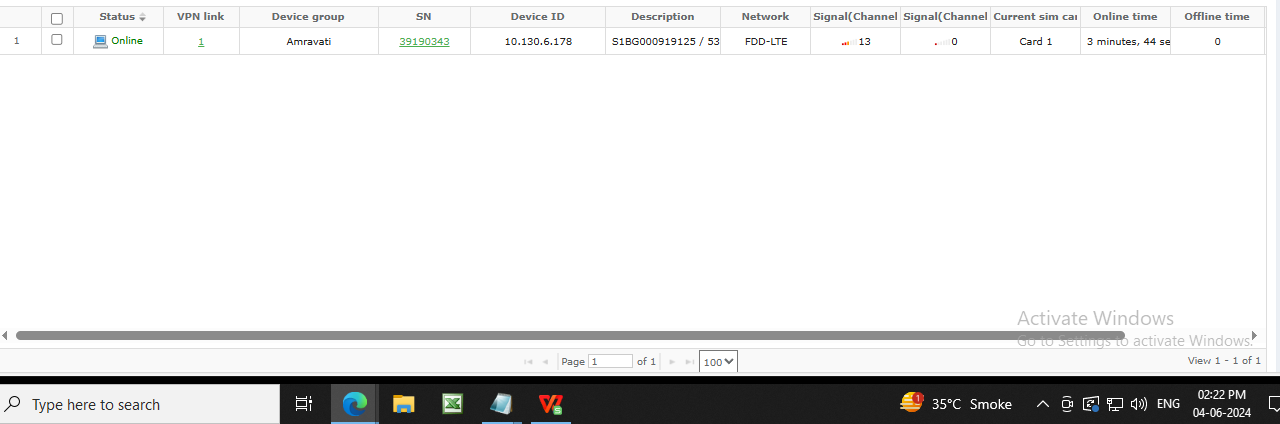 Status VPN link Device group SN Device ID Description Network Signal(Channel Signal(Channel Current sim car Online time Offline time
1 Online 1 Amravati 39190343 10.130.6.178 S1BG000919125 / 53 FDD-LTE 13 0 Card 1 3 minutes, 44 se 0
Activate Windows
Go to Settings to activate Windows.
Page 1 of 1 100 View 1 - 1 of 1
Type here to search 1 35°C Smoke ENG 02:22 PM
04-06-2024